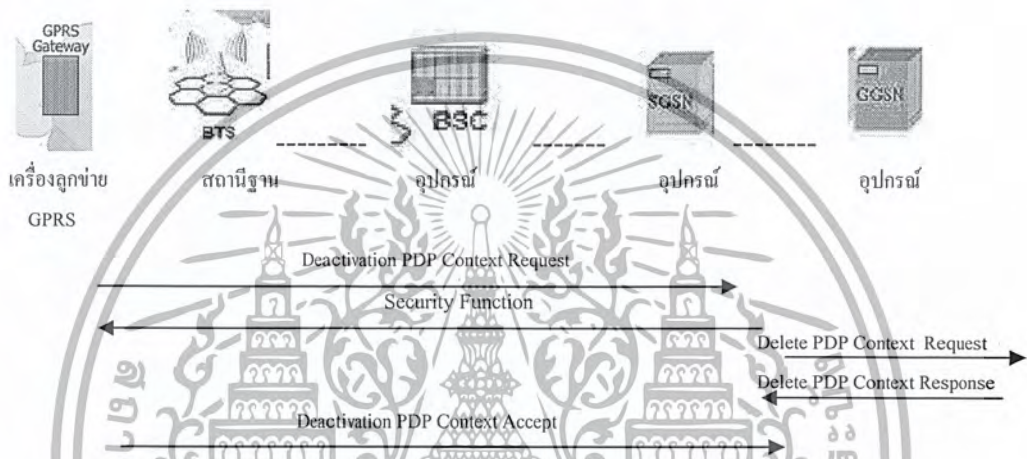 GPRS
Gateway
BTS
BSC
SGSN
GGSN
เครื่องลูกข่าย
GPRS
สถานีฐาน
อุปกรณ์
อุปกรณ์
อุปกรณ์
Deactivation PDP Context Request
Security Function
Delete PDP Context Request
Delete PDP Context Response
Deactivation PDP Context Accept